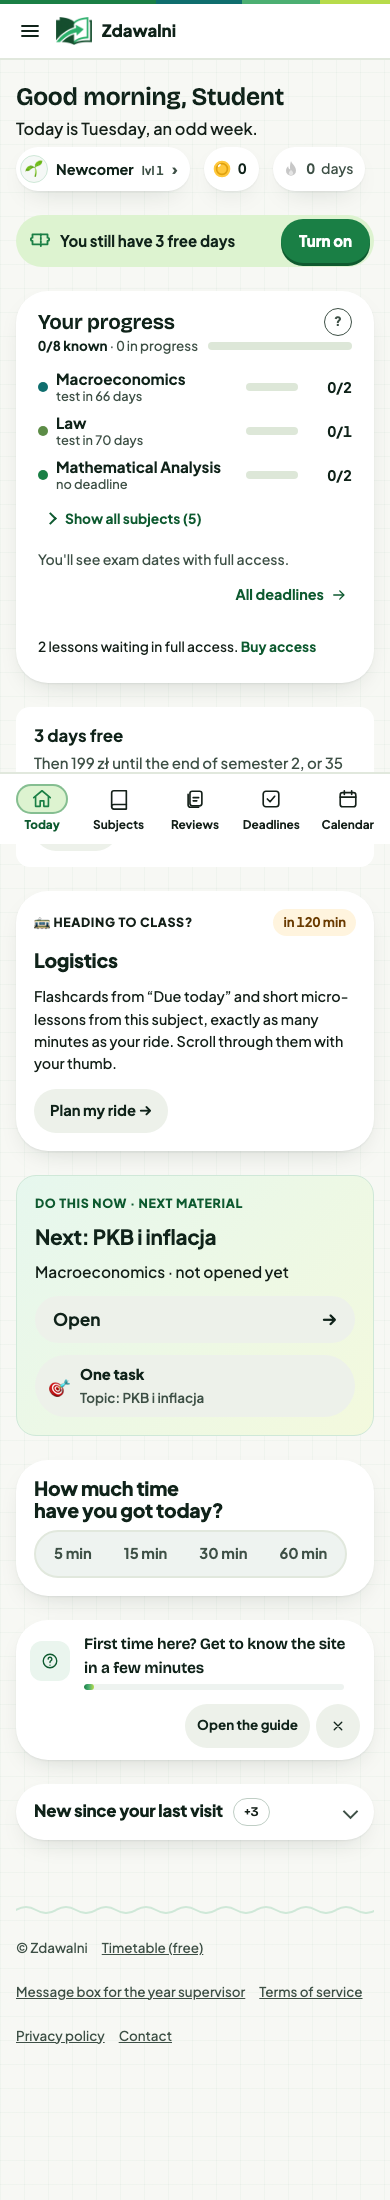 Zdawalni
Good morning, Student
Today is Tuesday, an odd week.
Newcomer lvl 1 ›
0
0 days
You still have 3 free days
Turn on
Your progress
?
0/8 known · 0 in progress
Macroeconomics
test in 66 days
0/2
Law
test in 70 days
0/1
Mathematical Analysis
no deadline
0/2
Show all subjects (5)
You'll see exam dates with full access.
All deadlines →
2 lessons waiting in full access. Buy access
3 days free
Then 199 zł until the end of semester 2, or 35
Today
Subjects
Reviews
Deadlines
Calendar
HEADING TO CLASS?
in 120 min
Logistics
Flashcards from “Due today” and short micro-
lessons from this subject, exactly as many
minutes as your ride. Scroll through them with
your thumb.
Plan my ride →
DO THIS NOW · NEXT MATERIAL
Next: PKB i inflacja
Macroeconomics · not opened yet
Open →
One task
Topic: PKB i inflacja
How much time
have you got today?
5 min 15 min 30 min 60 min
First time here? Get to know the site
in a few minutes
Open the guide
New since your last visit
+3
© Zdawalni Timetable (free)
Message box for the year supervisor Terms of service
Privacy policy Contact